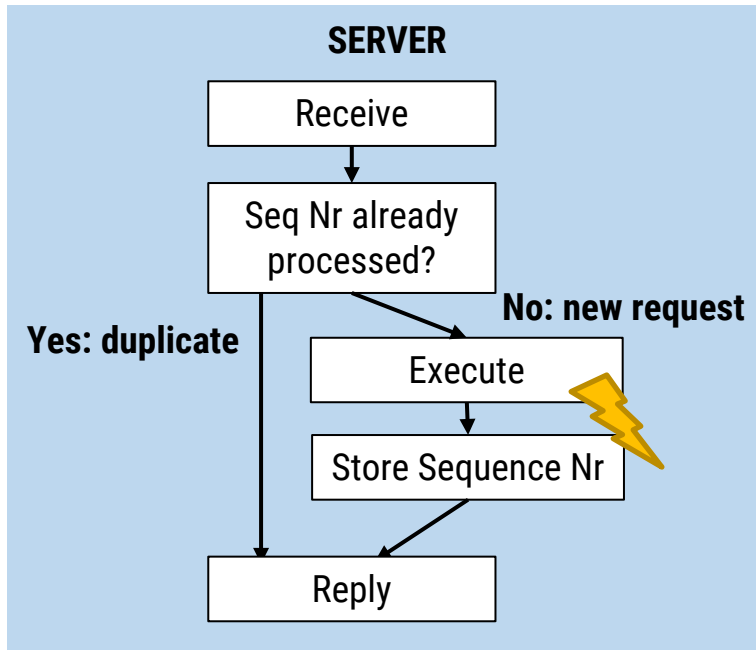 SERVER
Receive
Seq Nr already
processed?
No: new request
Yes: duplicate
Execute
Store Sequence Nr
Reply